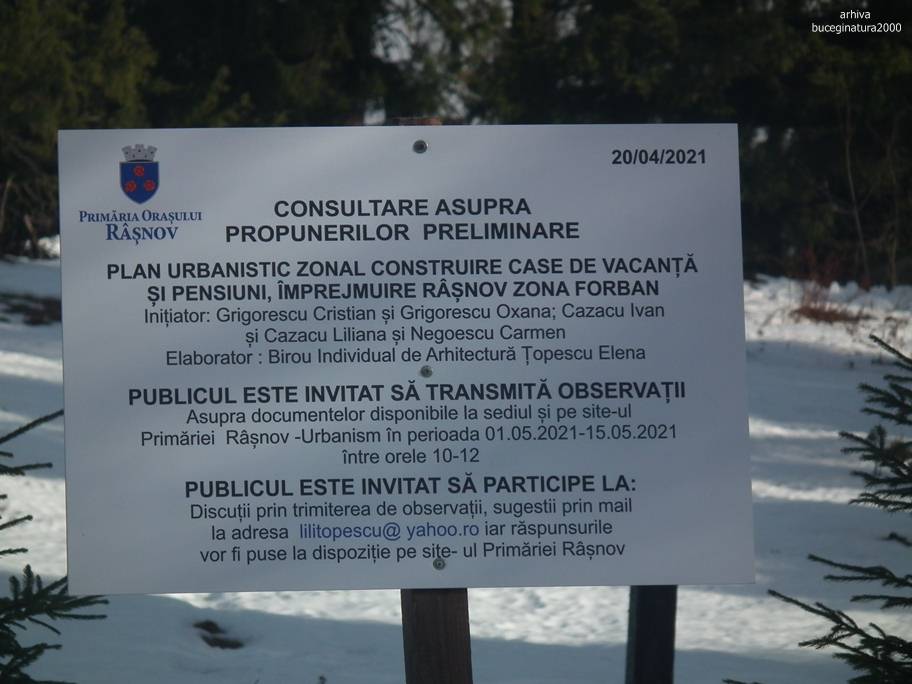 arhiva
buceginatura2000
20/04/2021
PRIMĂRIA ORAȘULUI
RÂȘNOV
CONSULTARE ASUPRA
PROPUNERILOR PRELIMINARE
PLAN URBANISTIC ZONAL CONSTRUIRE CASE DE VACANȚĂ
ȘI PENSIUNI, ÎMPREJMUIRE RÂȘNOV ZONA FORBAN
Inițiator: Grigorescu Cristian și Grigorescu Oxana; Cazacu Ivan
și Cazacu Liliana și Negoescu Carmen
Elaborator : Birou Individual de Arhitectură Țopescu Elena
PUBLICUL ESTE INVITAT SĂ TRANSMITĂ OBSERVAȚII
Asupra documentelor disponibile la sediul și pe site-ul
Primăriei Râșnov -Urbanism în perioada 01.05.2021-15.05.2021
între orele 10-12
PUBLICUL ESTE INVITAT SĂ PARTICIPE LA:
Discuții prin trimiterea de observații, sugestii prin mail
la adresa lilitopescu@ yahoo.ro iar răspunsurile
vor fi puse la dispoziție pe site- ul Primăriei Râșnov